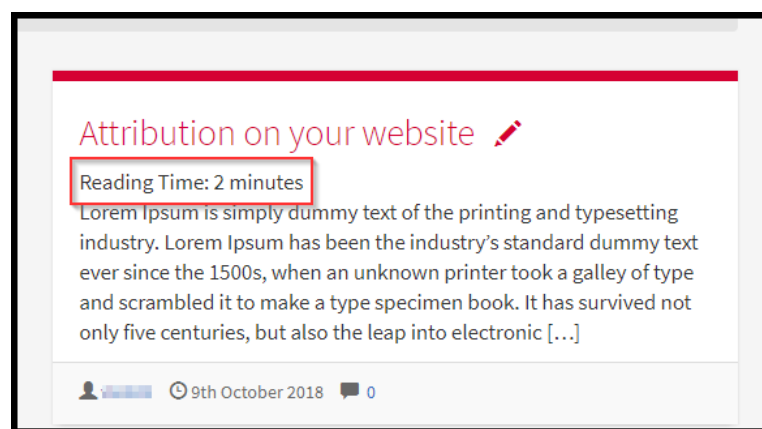 Attribution on your website
Reading Time: 2 minutes
Lorem Ipsum is simply dummy text of the printing and typesetting
industry. Lorem Ipsum has been the industry’s standard dummy text
ever since the 1500s, when an unknown printer took a galley of type
and scrambled it to make a type specimen book. It has survived not
only five centuries, but also the leap into electronic […]
9th October 2018 0